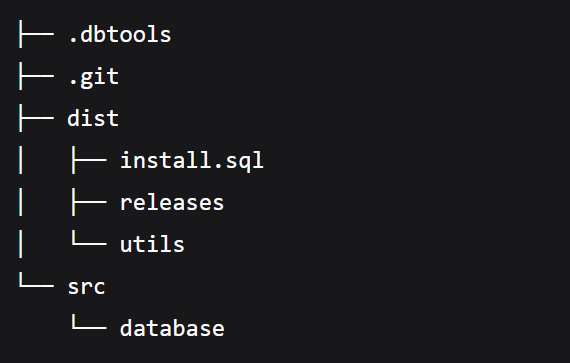 ├── .dbtools
├── .git
├── dist
│   ├── install.sql
│   ├── releases
│   └── utils
└── src
    └── database